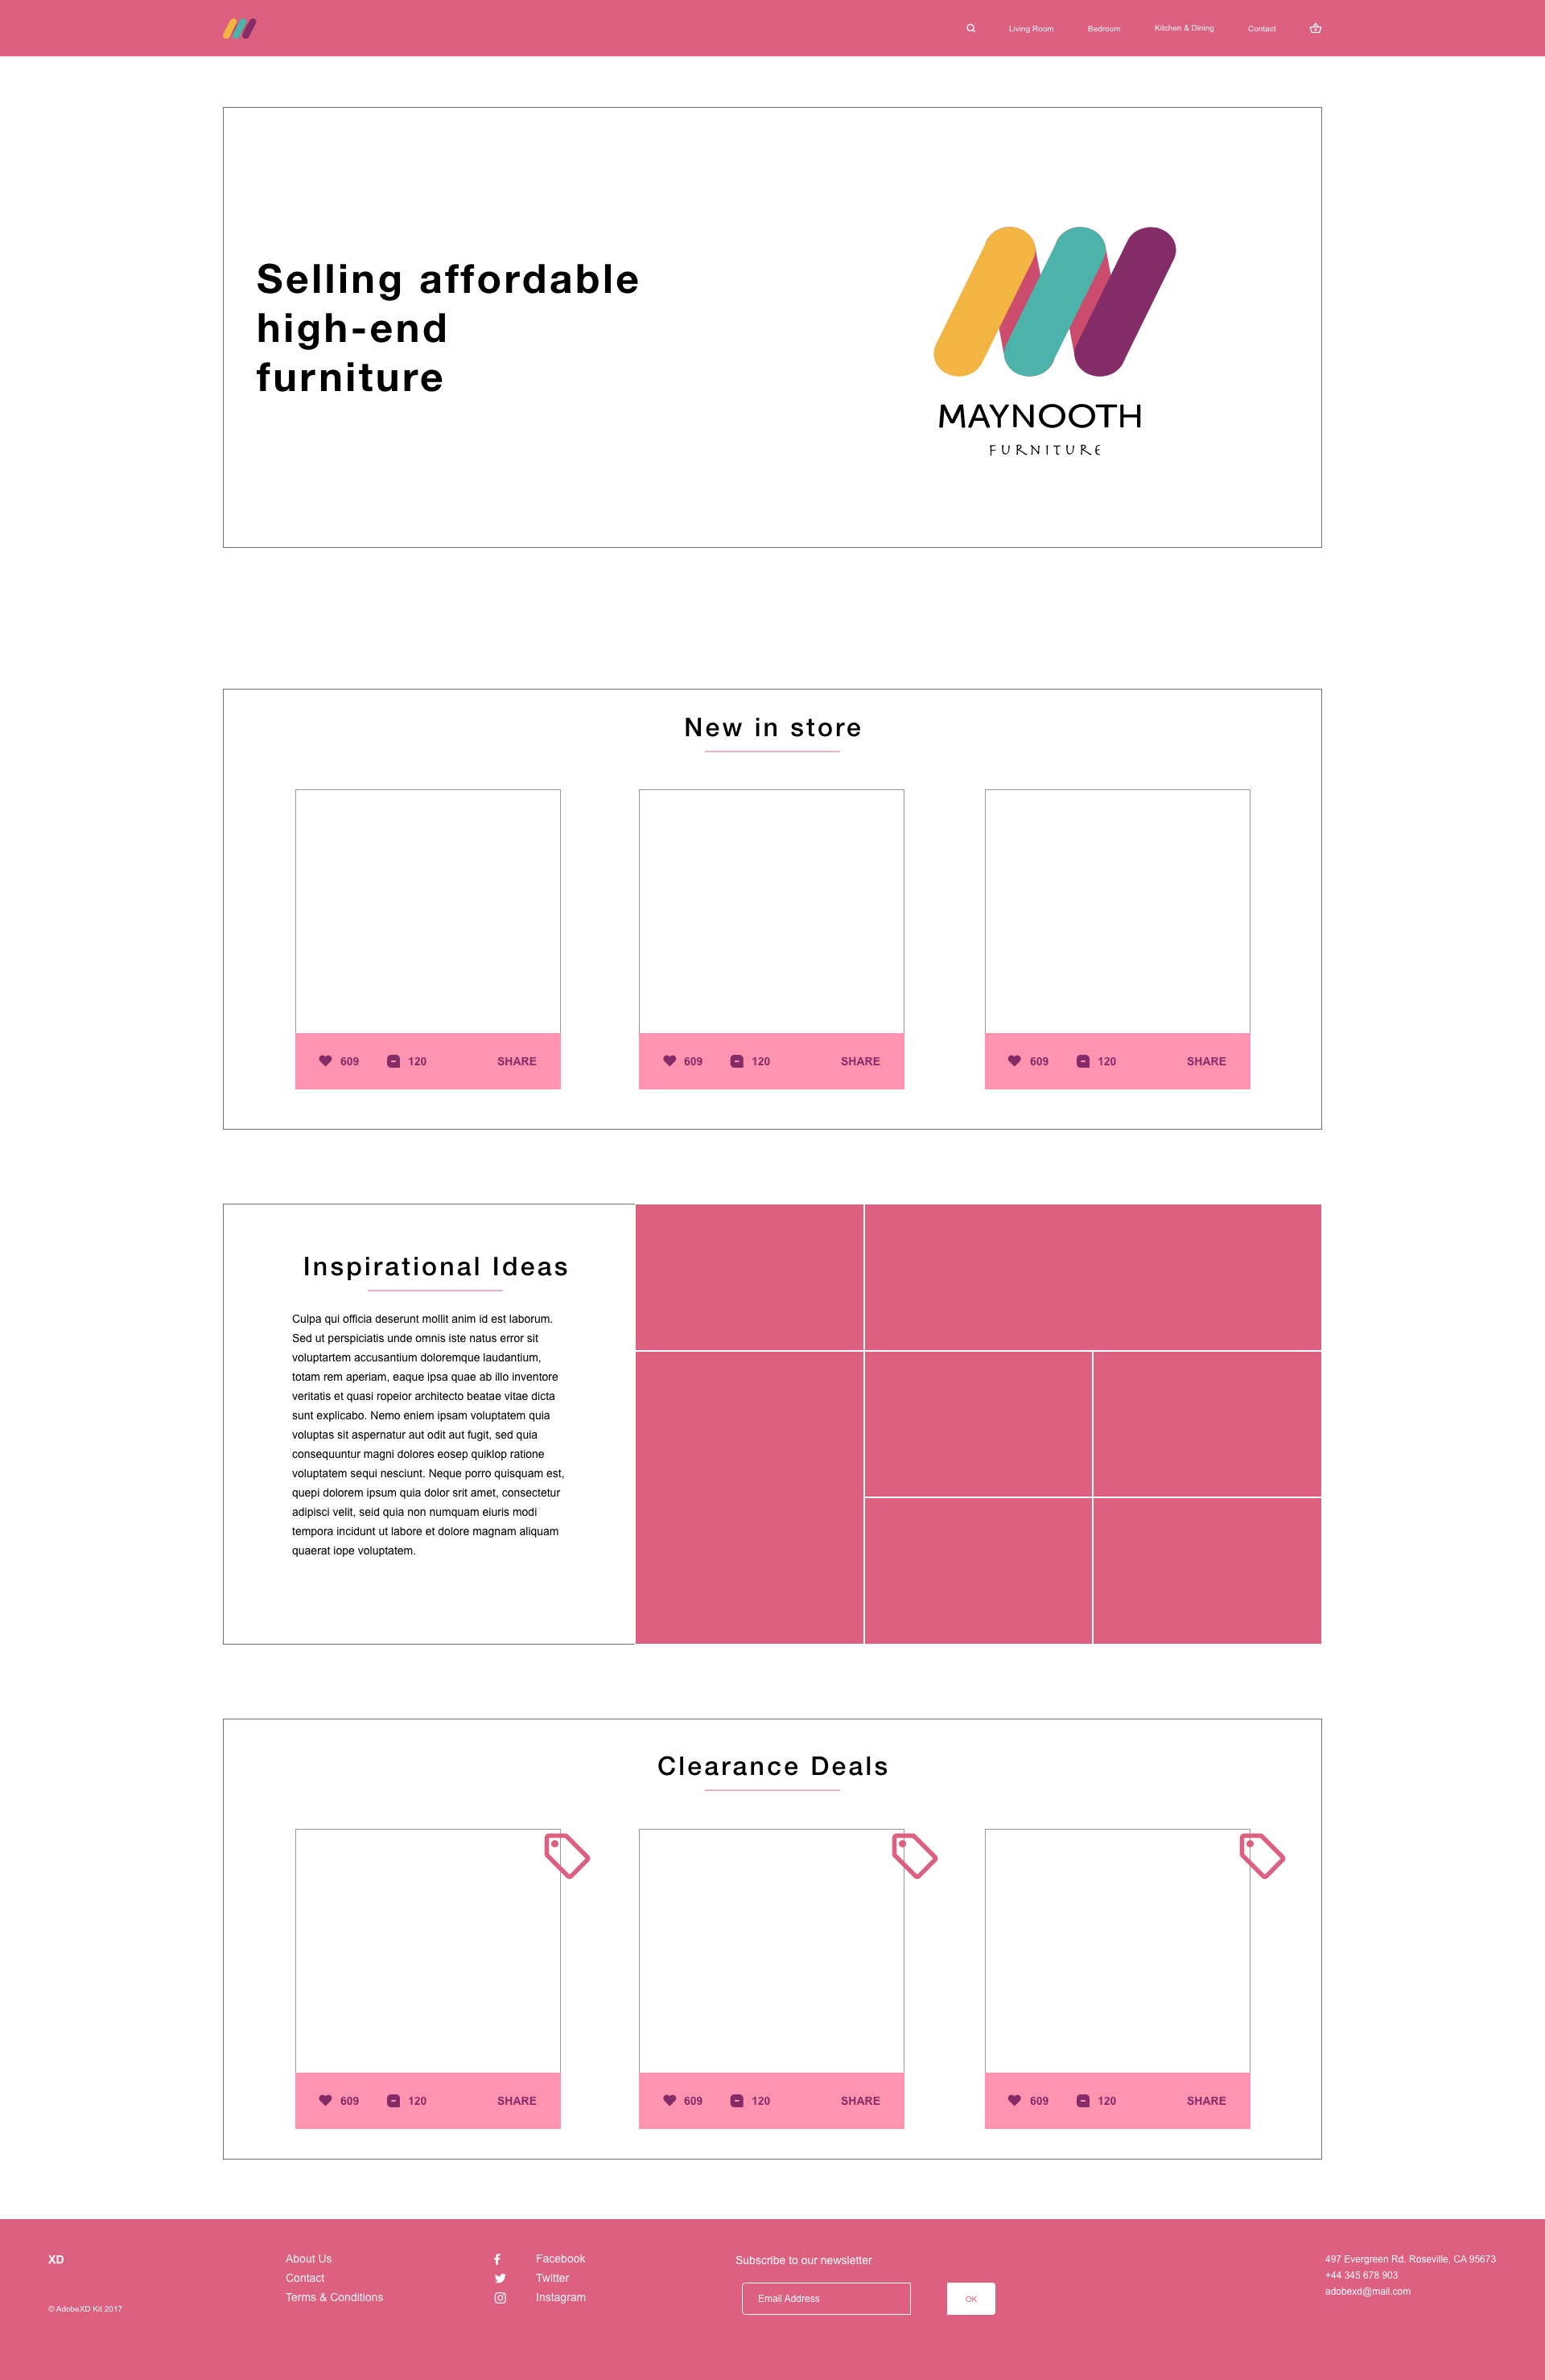 Living Room Bedroom Kitchen & Dining Contact
Selling affordable
high-end
furniture
MAYNOOTH
FURNITURE
New in store
609 120 SHARE
609 120 SHARE
609 120 SHARE
Inspirational Ideas
Culpa qui officia deserunt mollit anim id est laborum.
Sed ut perspiciatis unde omnis iste natus error sit
voluptartem accusantium doloremque laudantium,
totam rem aperiam, eaque ipsa quae ab illo inventore
veritatis et quasi ropeior architecto beatae vitae dicta
sunt explicabo. Nemo eniem ipsam voluptatem quia
voluptas sit aspernatur aut odit aut fugit, sed quia
consequuntur magni dolores eosep quiklop ratione
voluptatem sequi nesciunt. Neque porro quisquam est,
quepi dolorem ipsum quia dolor srit amet, consectetur
adipisci velit, seid quia non numquam eiuris modi
tempora incidunt ut labore et dolore magnam aliquam
quaerat iope voluptatem.
Clearance Deals
609 120 SHARE
609 120 SHARE
609 120 SHARE
XD
© AdobeXD Kit 2017
About Us
Contact
Terms & Conditions
Facebook
Twitter
Instagram
Subscribe to our newsletter
Email Address
OK
497 Evergreen Rd. Roseville, CA 95673
+44 345 678 903
adobexd@mail.com